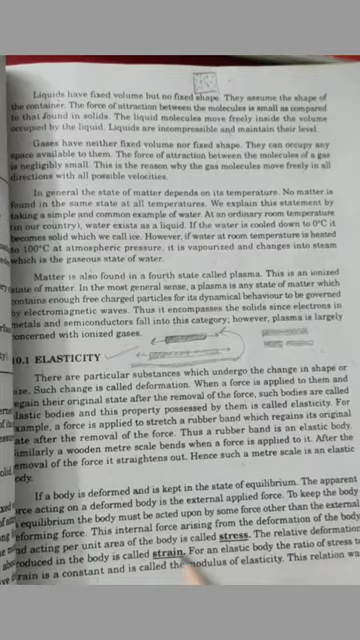 Liquids have fixed volume but no fixed shape. They assume the shape of
the container. The force of attraction between the molecules is small as compared
to that found in solids. The liquid molecules move freely inside the volume
occupied by the liquid. Liquids are incompressible and maintain their level.
Gases have neither fixed volume nor fixed shape. They can occupy any
space available to them. The force of attraction between the molecules of a gas
is negligibly small. This is the reason why the gas molecules move freely in all
directions with all possible velocities.
In general the state of matter depends on its temperature. No matter is
found in the same state at all temperatures. We explain this statement by
taking a simple and common example of water. At an ordinary room temperature
(in our country), water exists as a liquid. If the water is cooled down to 0°C it
becomes solid which we call ice. However, if water at room temperature is heated
to 100°C at atmospheric pressure, it is vapourized and changes into steam
which is the gaseous state of water.
Matter is also found in a fourth state called plasma. This is an ionized
state of matter. In the most general sense, a plasma is any state of matter which
contains enough free charged particles for its dynamical behaviour to be governed
by electromagnetic waves. Thus it encompasses the solids since electrons in
metals and semiconductors fall into this category; however, plasma is largely
concerned with ionized gases.
10.1 ELASTICITY
There are particular substances which undergo the change in shape or
size. Such change is called deformation. When a force is applied to them and
regain their original state after the removal of the force, such bodies are called
elastic bodies and this property possessed by them is called elasticity. For
example, a force is applied to stretch a rubber band which regains its original
state after the removal of the force. Thus a rubber band is an elastic body.
Similarly a wooden metre scale bends when a force is applied to it. After the
removal of the force it straightens out. Hence such a metre scale is an elastic
body.
If a body is deformed and is kept in the state of equilibrium. The apparent
force acting on a deformed body is the external applied force. To keep the body
equilibrium the body must be acted upon by some force other than the external
deforming force. This internal force arising from the deformation of the body
and acting per unit area of the body is called stress. The relative deformation
produced in the body is called strain. For an elastic body the ratio of stress to
strain is a constant and is called the modulus of elasticity. This relation was